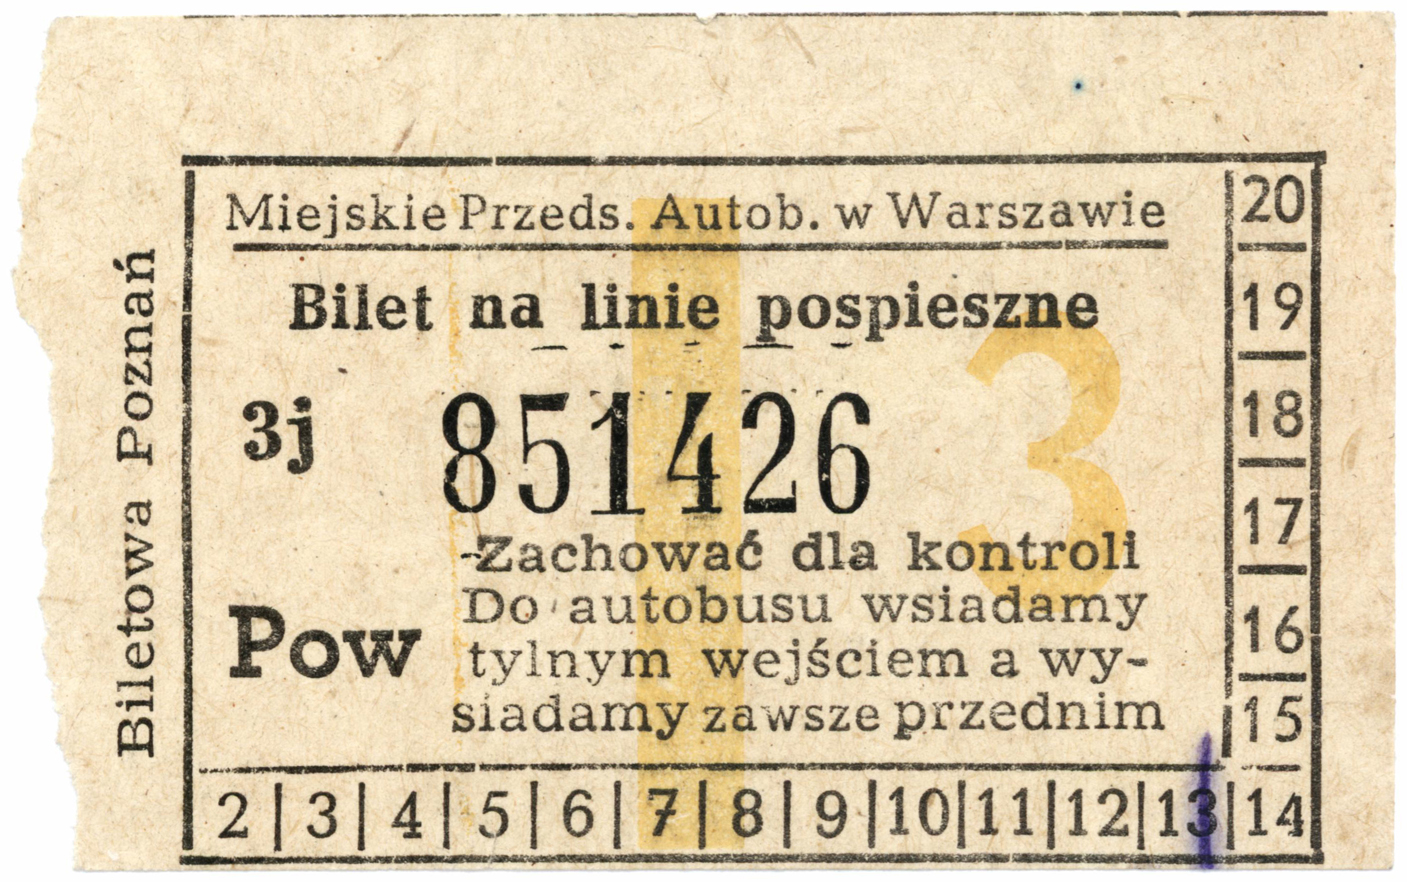 Miejskie Przeds. Autob. w Warszawie
Bilet na linie pospieszne
3j 851426 3
Zachować dla kontroli
Pow
Do autobusu wsiadamy
tylnym wejściem a wy-
siadamy zawsze przednim
2 3 4 5 6 7 8 9 10 11 12 13 14
15
16
17
18
19
20
Biletowa Poznań